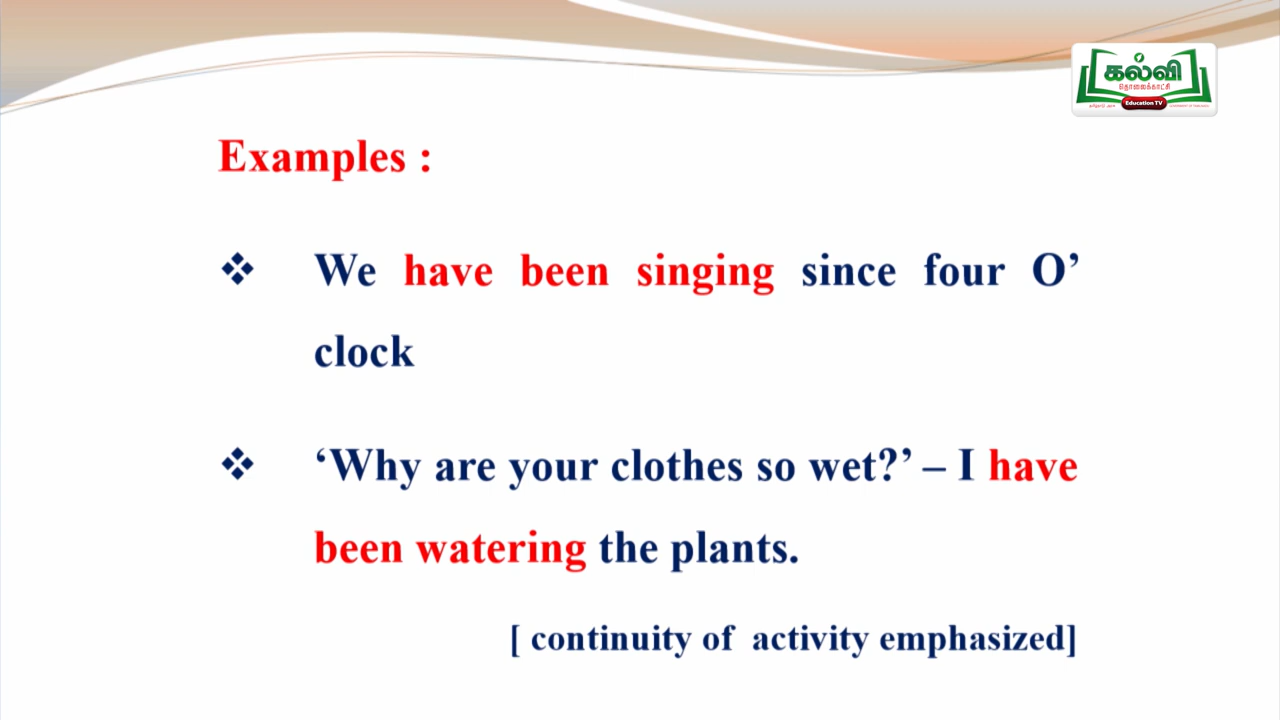 கல்வி
தொலைக்காட்சி
Education TV
Examples :
❖ We have been singing since four O’
clock
❖ ‘Why are your clothes so wet?’ – I have
been watering the plants.
[ continuity of activity emphasized]